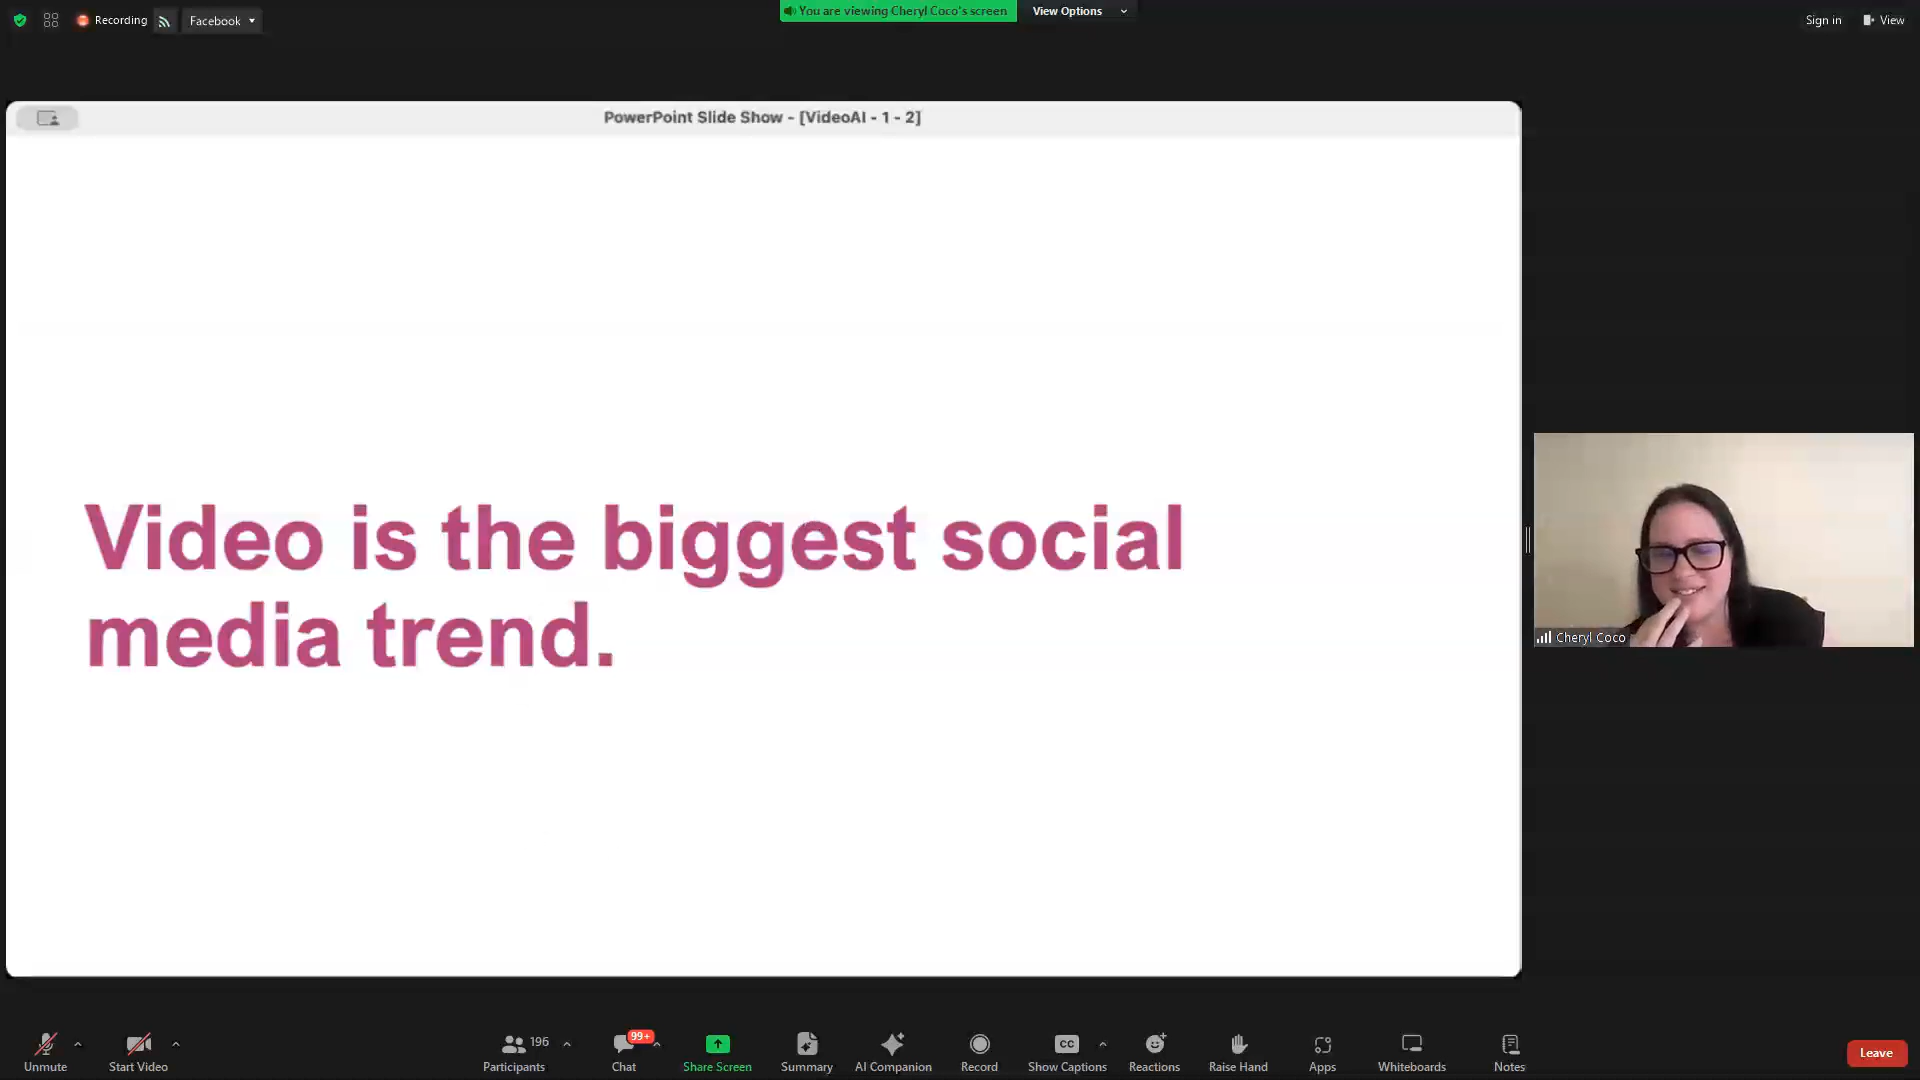 Recording
Facebook
You are viewing Cheryl Coco's screen
View Options
Sign in
View
PowerPoint Slide Show - [VideoAI - 1 - 2]
Video is the biggest social
media trend.
Cheryl Coco
Unmute
Start Video
196
Participants
99+
Chat
Share Screen
Summary
AI Companion
Record
CC
Show Captions
Reactions
Raise Hand
Apps
Whiteboards
Notes
Leave